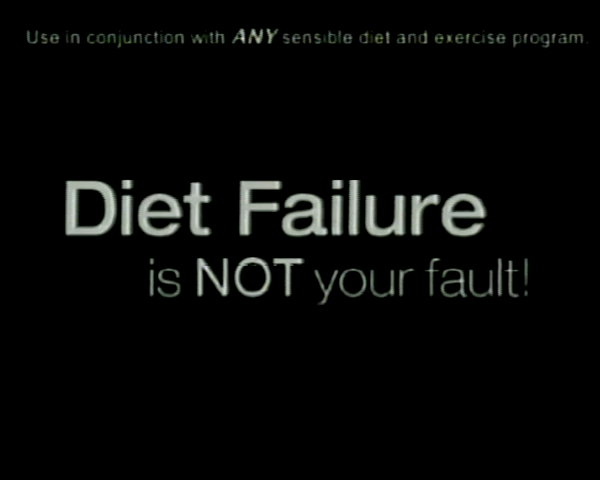 Use in conjunction with ANY sensible diet and exercise program.
Diet Failure
is NOT your fault!